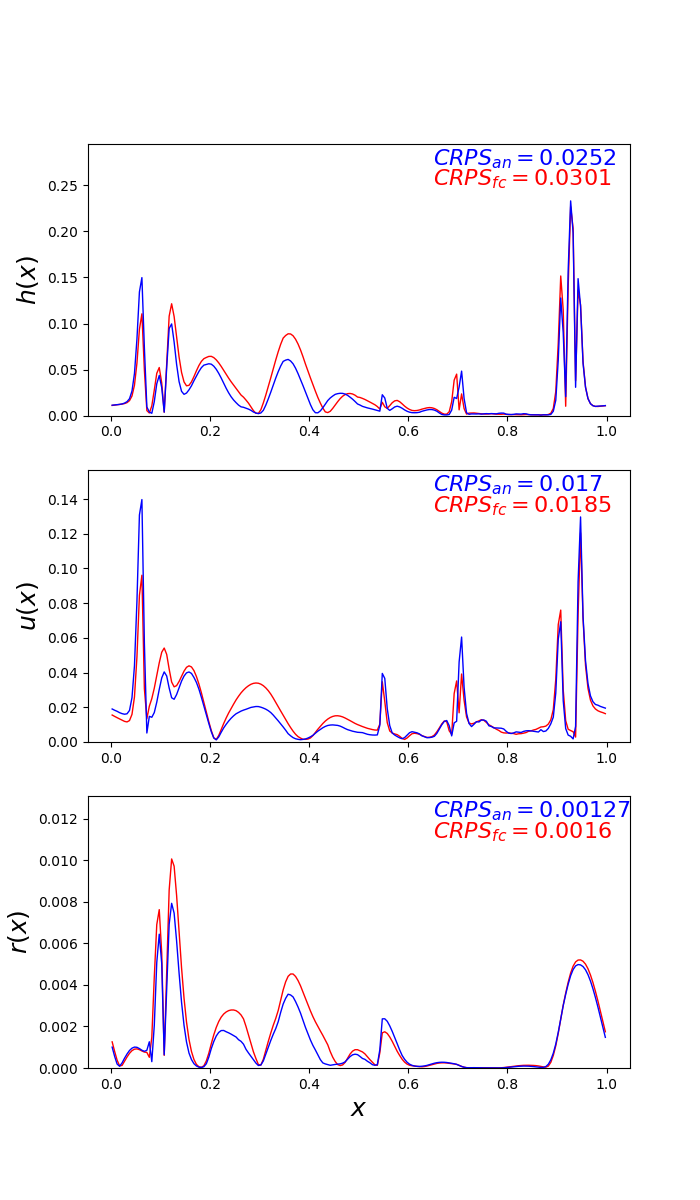 CRPS_an = 0.0252
CRPS_fc = 0.0301
0.25
0.20
0.15
0.10
0.05
0.00
h(x)
0.0 0.2 0.4 0.6 0.8 1.0
CRPS_an = 0.017
CRPS_fc = 0.0185
0.14
0.12
0.10
0.08
0.06
0.04
0.02
0.00
u(x)
0.0 0.2 0.4 0.6 0.8 1.0
CRPS_an = 0.00127
CRPS_fc = 0.0016
0.012
0.010
0.008
0.006
0.004
0.002
0.000
r(x)
0.0 0.2 0.4 0.6 0.8 1.0
x